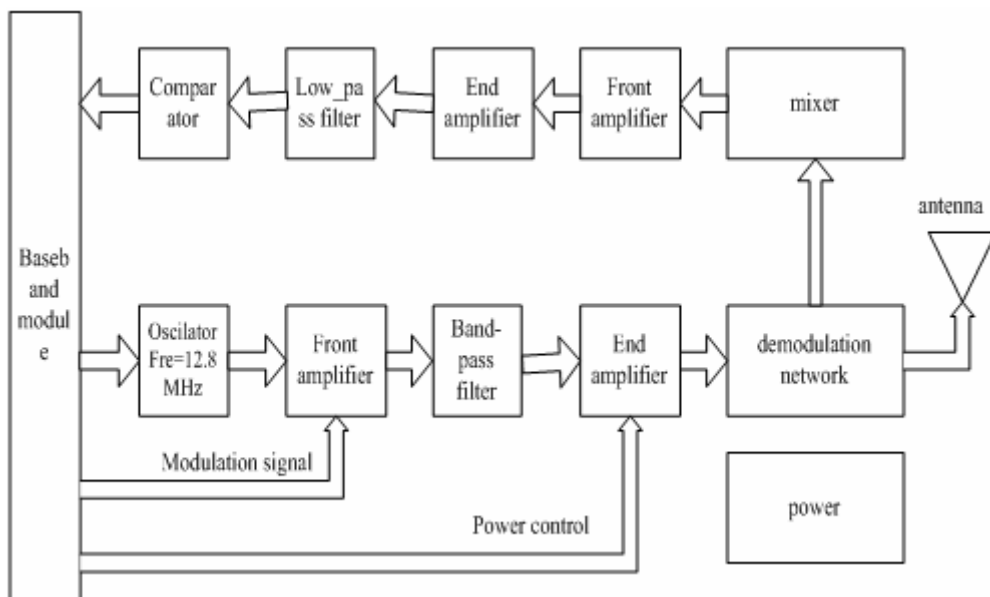 Compar
ator
Low_pa
ss filter
End
amplifier
Front
amplifier
mixer
antenna
Baseb
and
modul
e
Oscilator
Fre=12.8
MHz
Front
amplifier
Band-
pass
filter
End
amplifier
demodulation
network
Modulation signal
Power control
power